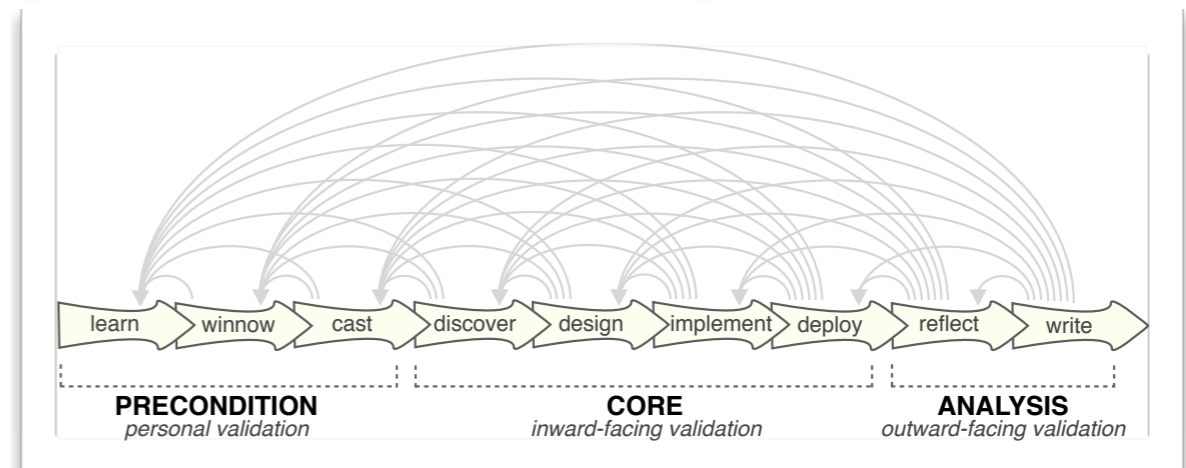 learn winnow cast discover design implement deploy reflect write
PRECONDITION CORE ANALYSIS
personal validation inward-facing validation outward-facing validation